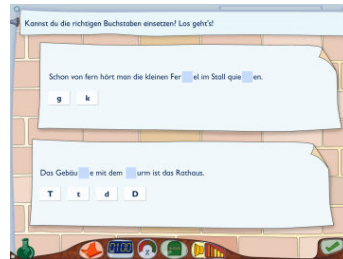 Kannst du die richtigen Buchstaben einsetzen? Los geht's!
Schon von fern hört man die kleinen Fer el im Stall quie en.
g k
Das Gebäu e mit dem urm ist das Rathaus.
T t d D
0100